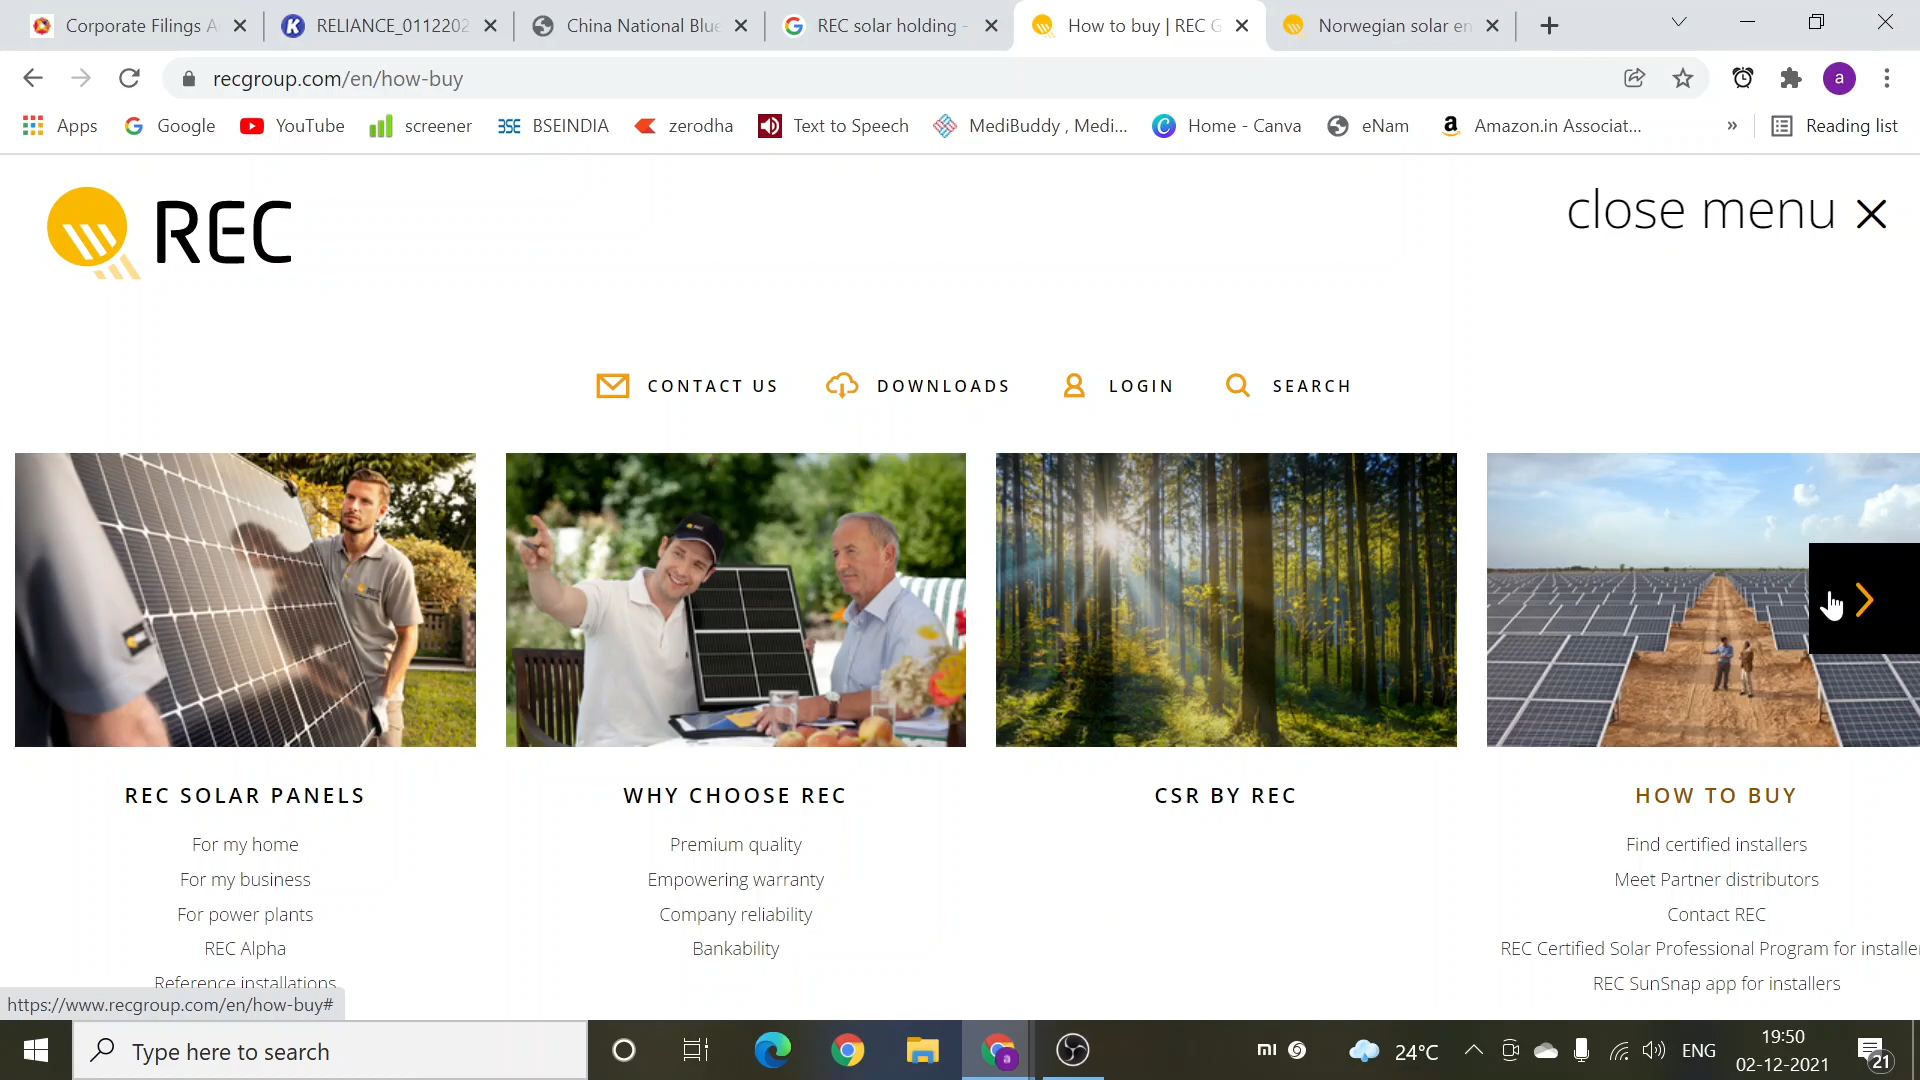 Corporate Filings A
RELIANCE_0112202
China National Blue
REC solar holding -
How to buy | REC G
Norwegian solar en
recgroup.com/en/how-buy
a
Apps
Google
YouTube
screener
BSEINDIA
zerodha
Text to Speech
MediBuddy , Medi...
Home - Canva
eNam
Amazon.in Associat...
»
Reading list
REC
close menu
CONTACT US
DOWNLOADS
LOGIN
SEARCH
REC SOLAR PANELS
For my home
For my business
For power plants
REC Alpha
Reference installations
WHY CHOOSE REC
Premium quality
Empowering warranty
Company reliability
Bankability
CSR BY REC
HOW TO BUY
Find certified installers
Meet Partner distributors
Contact REC
REC Certified Solar Professional Program for installer
REC SunSnap app for installers
https://www.recgroup.com/en/how-buy#
Type here to search
24°C
ENG
19:50
02-12-2021
21